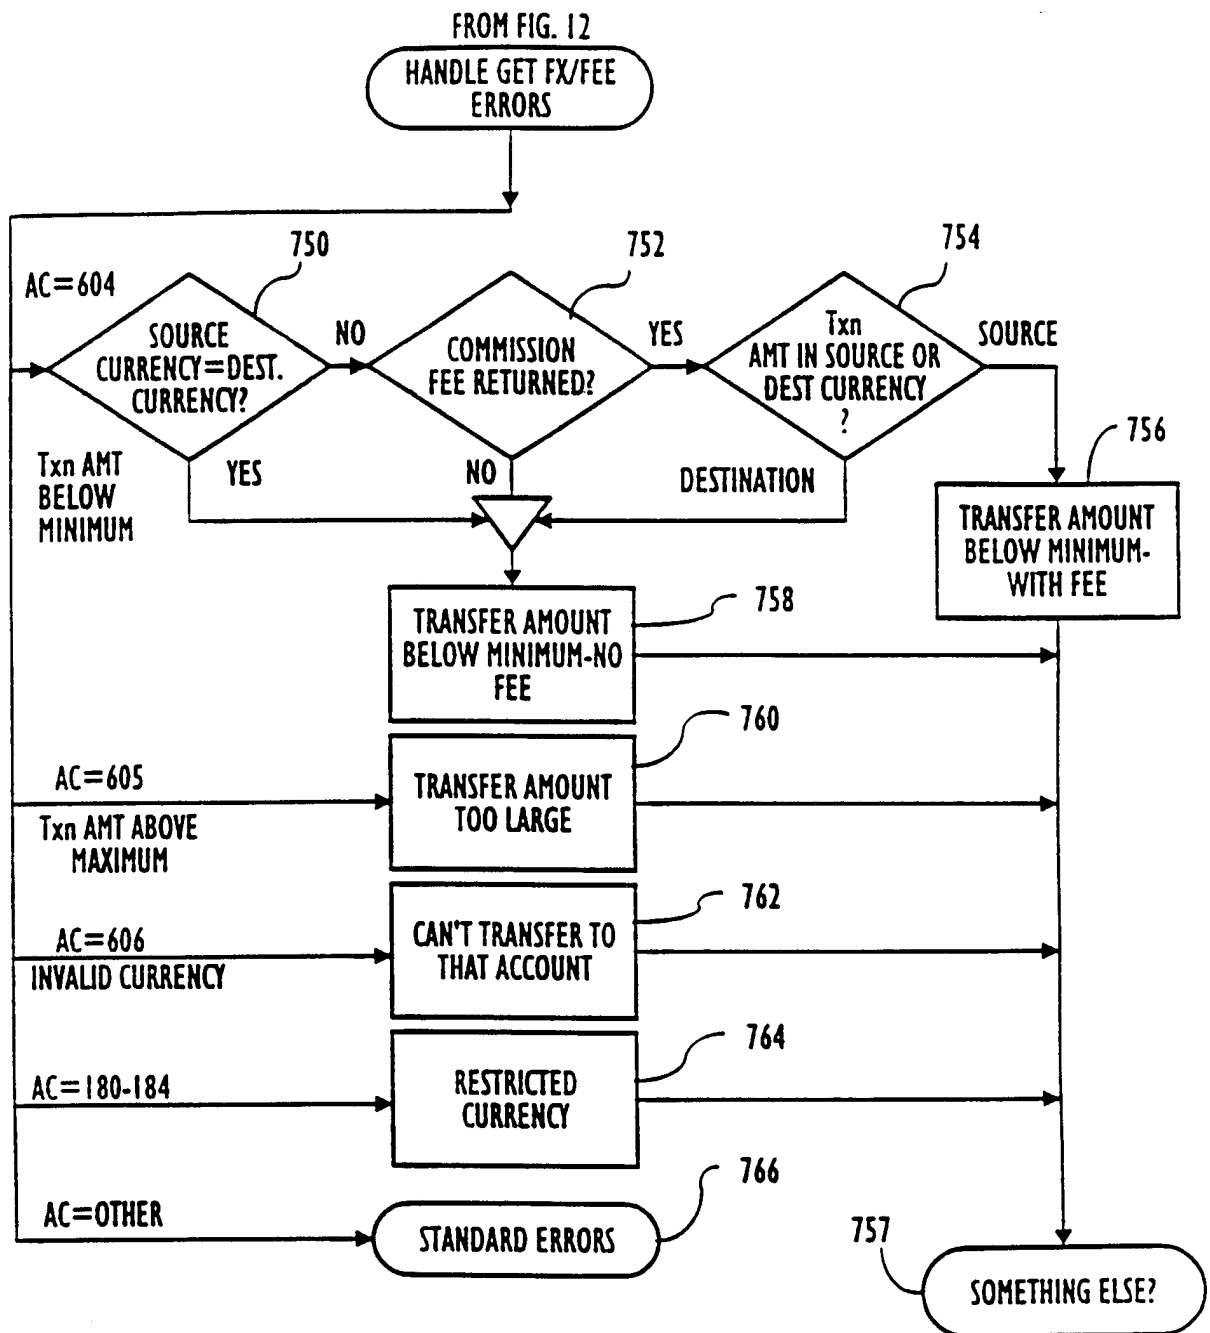 FROM FIG. 12
HANDLE GET FX/FEE
ERRORS
750
752
754
AC=604
SOURCE
CURRENCY=DEST.
CURRENCY?
NO
COMMISSION
FEE RETURNED?
YES
Txn
AMT IN SOURCE OR
DEST CURRENCY
?
SOURCE
756
Txn AMT
BELOW
MINIMUM
YES
NO
DESTINATION
TRANSFER AMOUNT
BELOW MINIMUM-
WITH FEE
758
TRANSFER AMOUNT
BELOW MINIMUM-NO
FEE
760
AC=605
Txn AMT ABOVE
MAXIMUM
TRANSFER AMOUNT
TOO LARGE
762
AC=606
INVALID CURRENCY
CAN'T TRANSFER TO
THAT ACCOUNT
764
AC=180-184
RESTRICTED
CURRENCY
766
AC=OTHER
STANDARD ERRORS
757
SOMETHING ELSE?